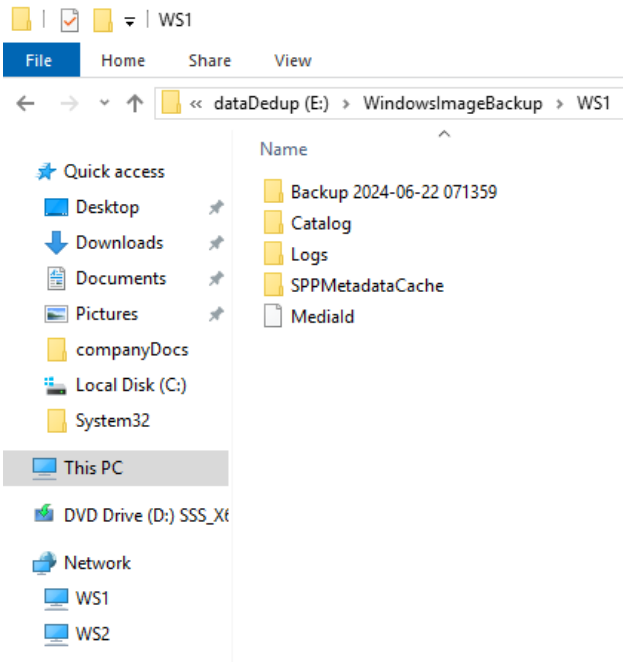 WS1
File Home Share View
« dataDedup (E:) > WindowsImageBackup > WS1
Name
Quick access
Desktop
Downloads
Documents
Pictures
companyDocs
Local Disk (C:)
System32
This PC
DVD Drive (D:) SSS_X6
Network
WS1
WS2
Backup 2024-06-22 071359
Catalog
Logs
SPPMetadataCache
MediaId